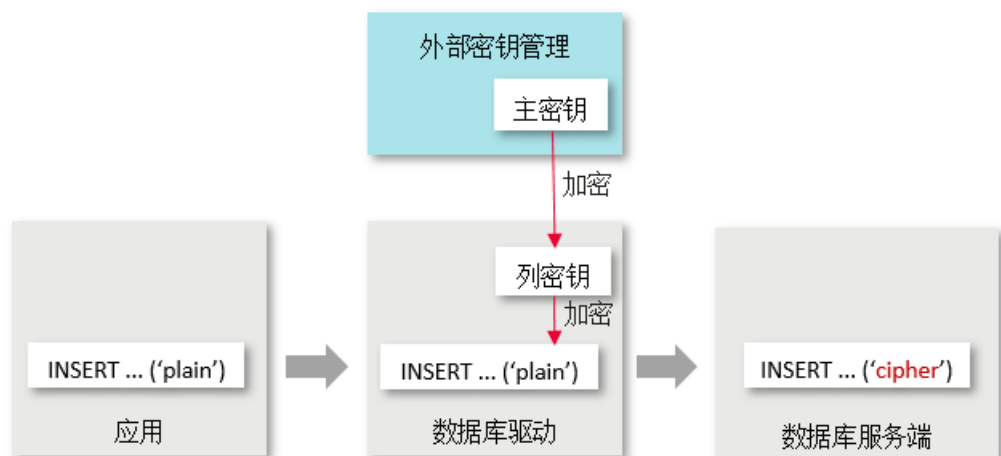 外部密钥管理
主密钥
加密
列密钥
加密
INSERT ... (‘plain’)
应用
INSERT ... (‘plain’)
数据库驱动
INSERT ... (‘cipher’)
数据库服务端